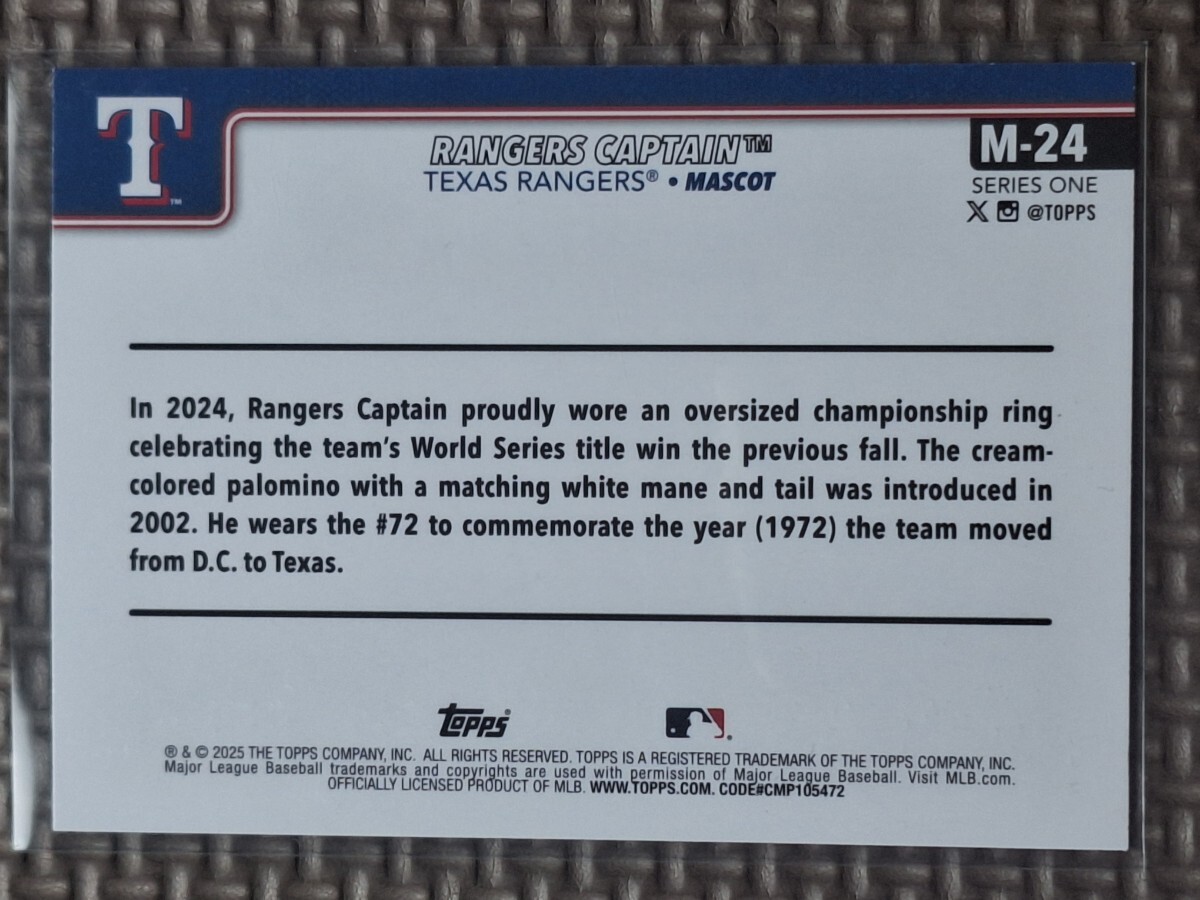 T™
RANGERS CAPTAIN™
TEXAS RANGERS® • MASCOT
M-24
SERIES ONE
X @TOPPS
In 2024, Rangers Captain proudly wore an oversized championship ring
celebrating the team's World Series title win the previous fall. The cream-
colored palomino with a matching white mane and tail was introduced in
2002. He wears the #72 to commemorate the year (1972) the team moved
from D.C. to Texas.
topps®
® & © 2025 THE TOPPS COMPANY, INC. ALL RIGHTS RESERVED. TOPPS IS A REGISTERED TRADEMARK OF THE TOPPS COMPANY, INC.
Major League Baseball trademarks and copyrights are used with permission of Major League Baseball. Visit MLB.com.
OFFICIALLY LICENSED PRODUCT OF MLB. WWW.TOPPS.COM. CODE#CMP105472